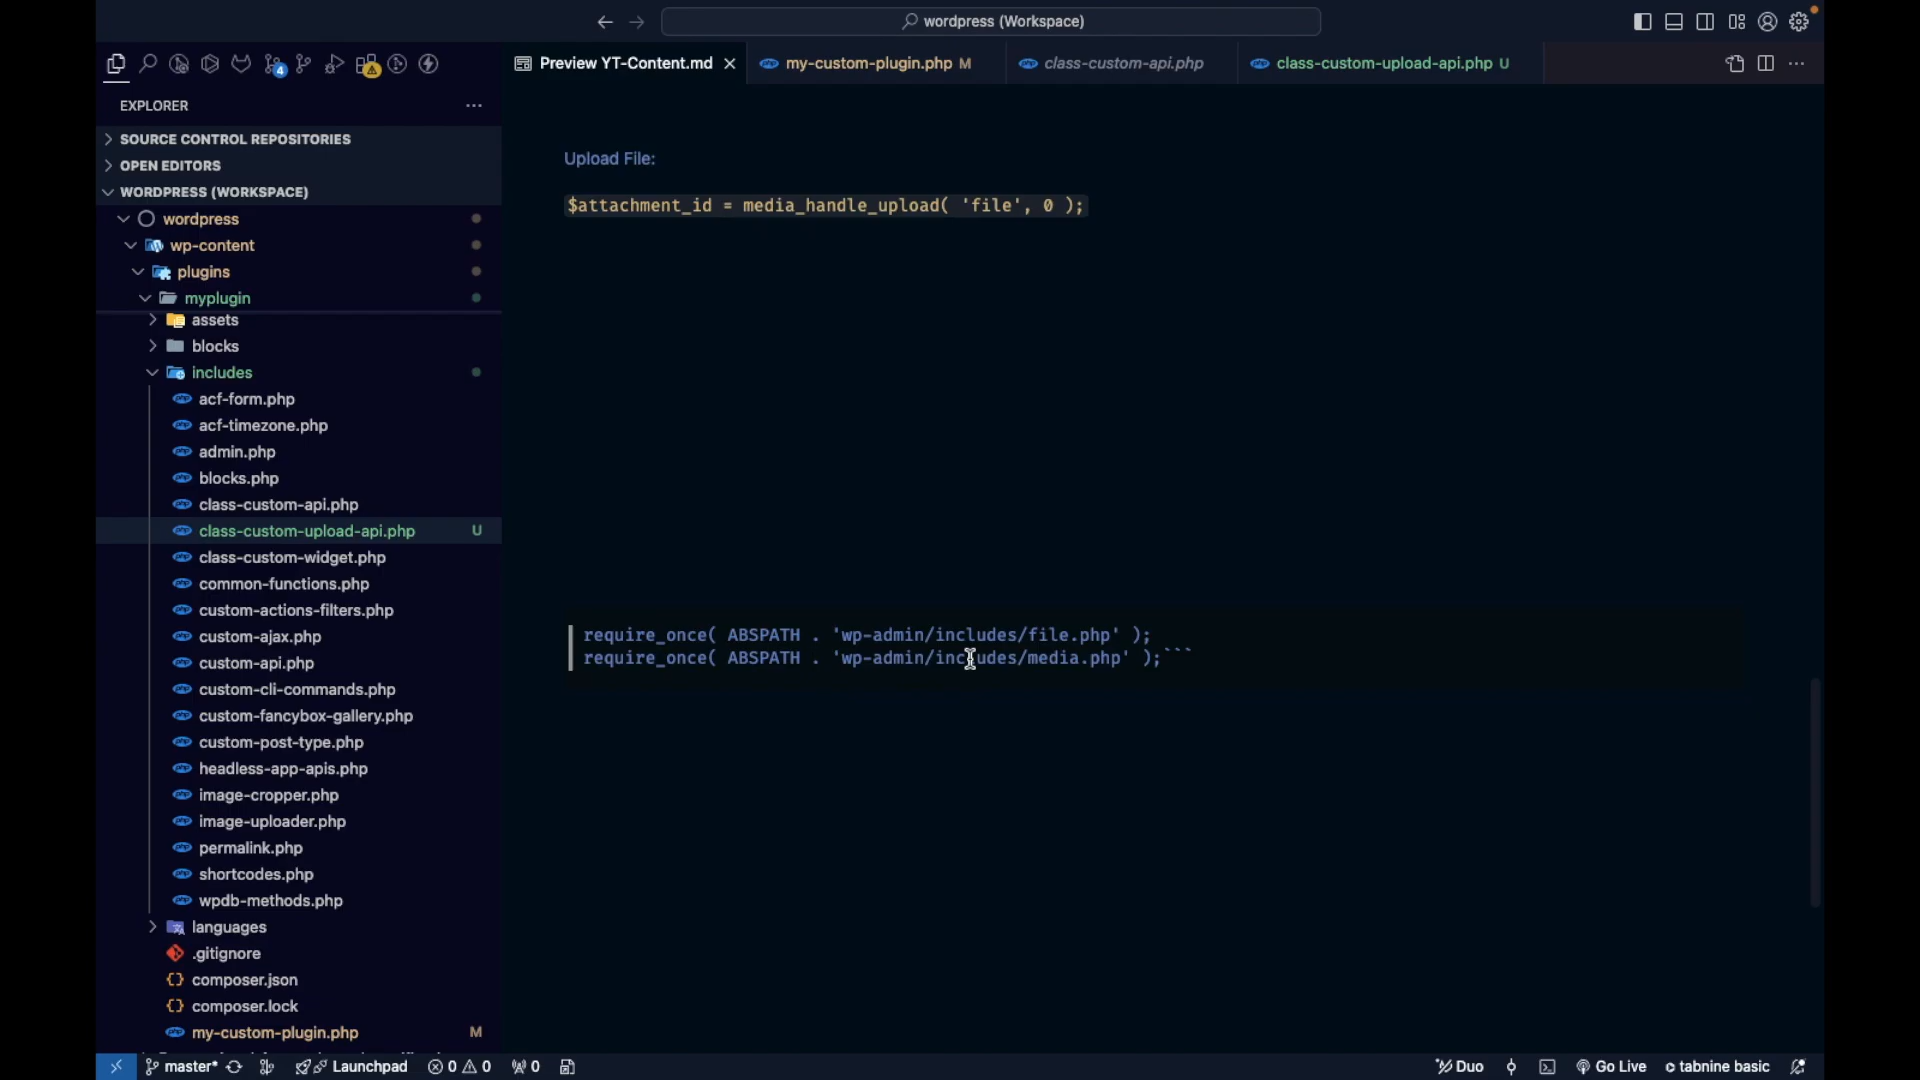 wordpress (Workspace)
4
Preview YT-Content.md
my-custom-plugin.php M
class-custom-api.php
class-custom-upload-api.php U
EXPLORER
SOURCE CONTROL REPOSITORIES
OPEN EDITORS
WORDPRESS (WORKSPACE)
wordpress
wp-content
plugins
myplugin
assets
blocks
includes
acf-form.php
acf-timezone.php
admin.php
blocks.php
class-custom-api.php
class-custom-upload-api.php U
class-custom-widget.php
common-functions.php
custom-actions-filters.php
custom-ajax.php
custom-api.php
custom-cli-commands.php
custom-fancybox-gallery.php
custom-post-type.php
headless-app-apis.php
image-cropper.php
image-uploader.php
permalink.php
shortcodes.php
wpdb-methods.php
languages
.gitignore
composer.json
composer.lock
my-custom-plugin.php M
Upload File:
$attachment_id = media_handle_upload( 'file', 0 );
require_once( ABSPATH . 'wp-admin/includes/file.php' );
require_once( ABSPATH . 'wp-admin/includes/media.php' );```
master* Launchpad 0 0 0 Duo Go Live tabnine basic